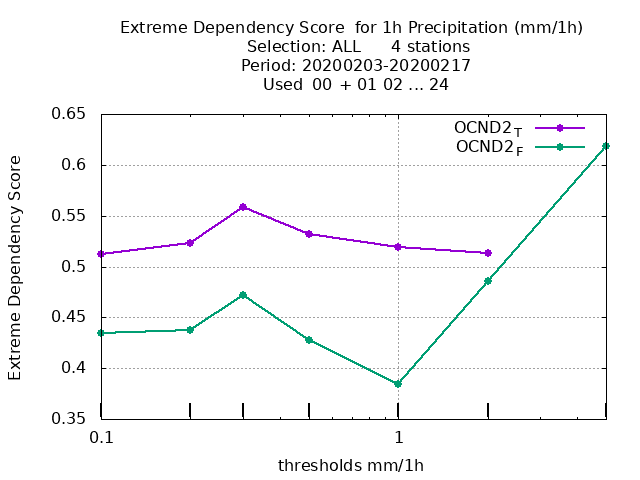 Extreme Dependency Score  for 1h Precipitation (mm/1h)
Selection: ALL      4 stations
Period: 20200203-20200217
Used  00 + 01 02 ... 24
OCND2T
OCND2F
0.65
0.6
0.55
0.5
0.45
0.4
0.35
Extreme Dependency Score
0.1
1
thresholds mm/1h